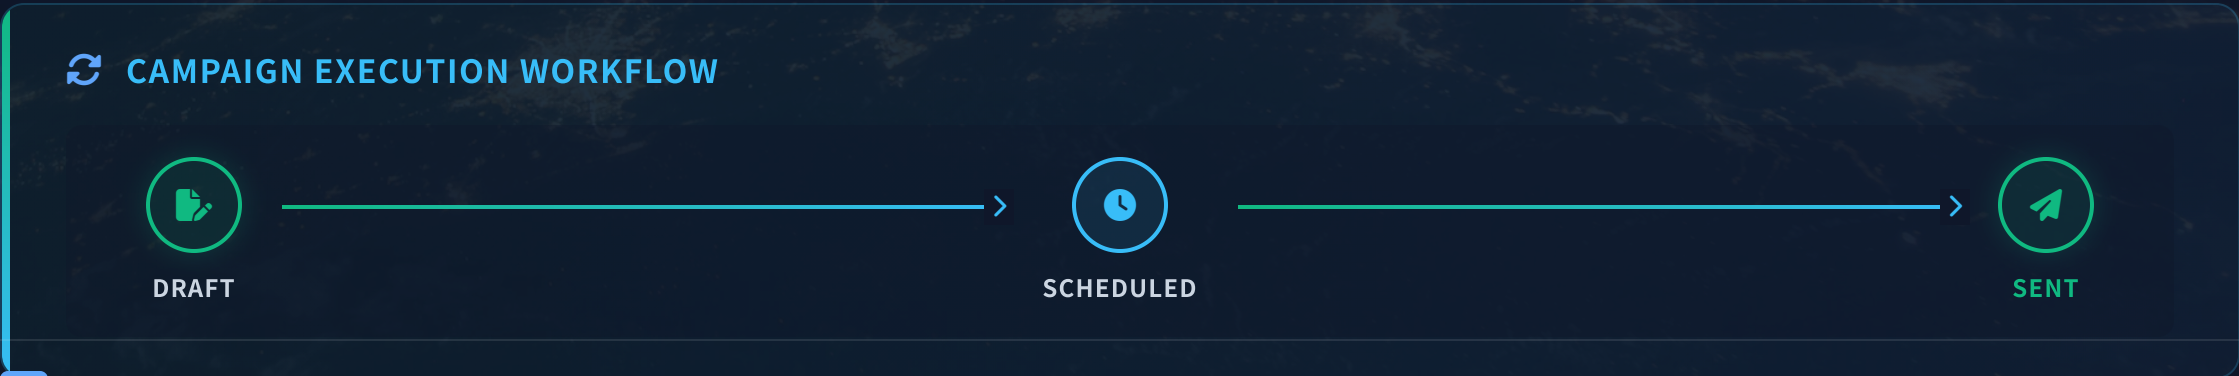 CAMPAIGN EXECUTION WORKFLOW
DRAFT
SCHEDULED
SENT